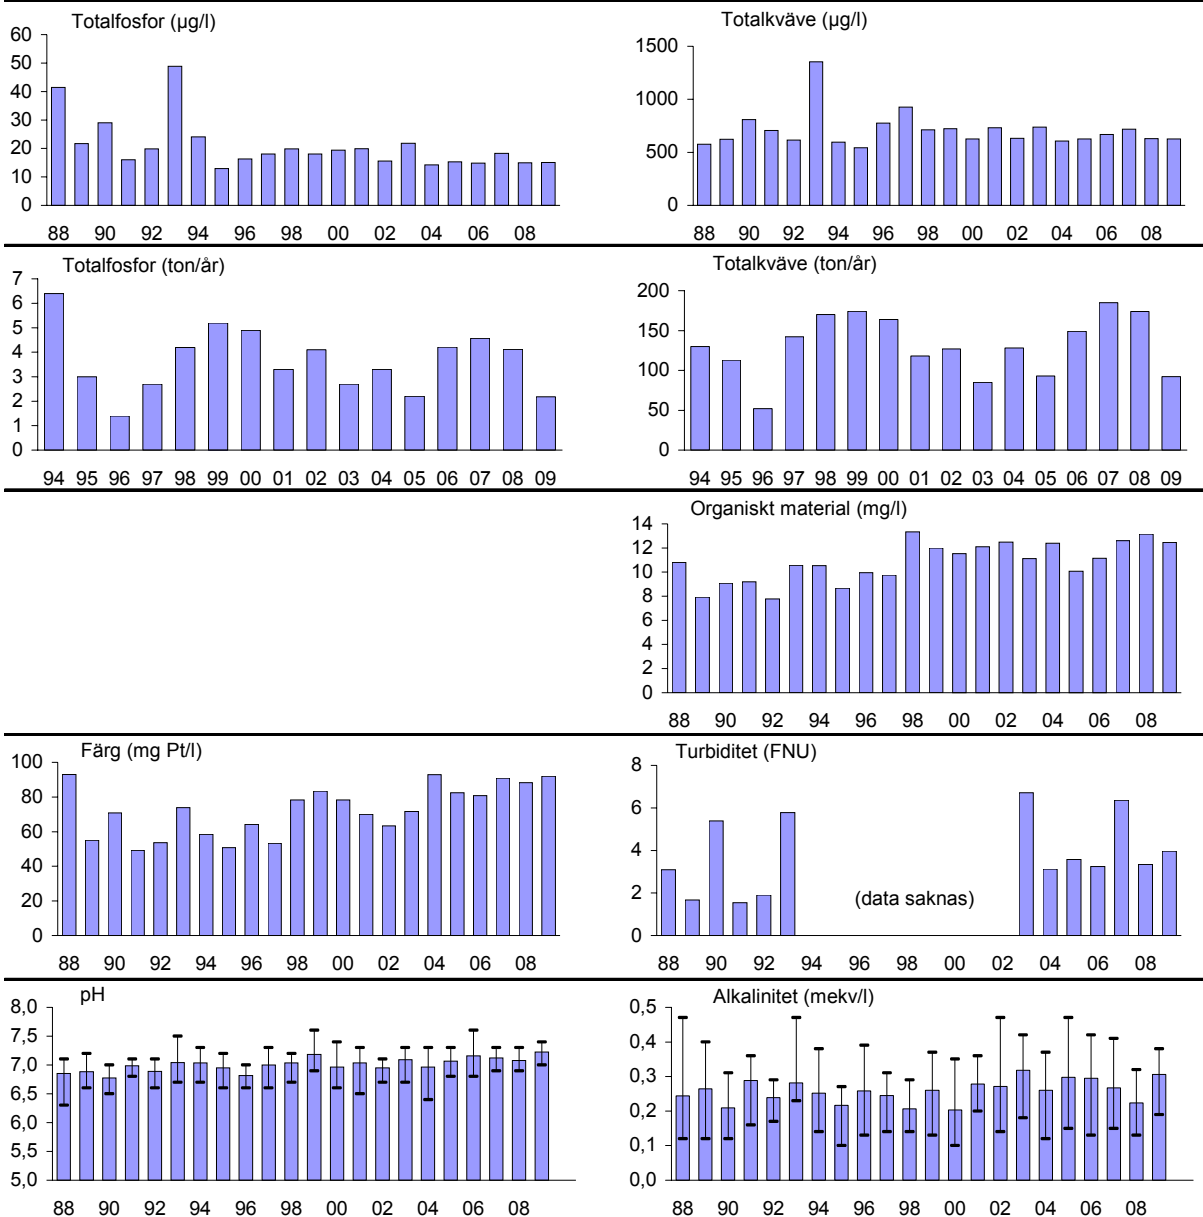 Totalfosfor (µg/l)
60
50
40
30
20
10
0
88 90 92 94 96 98 00 02 04 06 08
Totalkväve (µg/l)
1500
1000
500
0
88 90 92 94 96 98 00 02 04 06 08
Totalfosfor (ton/år)
7
6
5
4
3
2
1
0
94 95 96 97 98 99 00 01 02 03 04 05 06 07 08 09
Totalkväve (ton/år)
200
150
100
50
0
94 95 96 97 98 99 00 01 02 03 04 05 06 07 08 09
Organiskt material (mg/l)
14
12
10
8
6
4
2
0
88 90 92 94 96 98 00 02 04 06 08
Färg (mg Pt/l)
100
80
60
40
20
0
88 90 92 94 96 98 00 02 04 06 08
Turbiditet (FNU)
8
6
4
2
0
(data saknas)
88 90 92 94 96 98 00 02 04 06 08
pH
8,0
7,5
7,0
6,5
6,0
5,5
5,0
88 90 92 94 96 98 00 02 04 06 08
Alkalinitet (mekv/l)
0,5
0,4
0,3
0,2
0,1
0,0
88 90 92 94 96 98 00 02 04 06 08